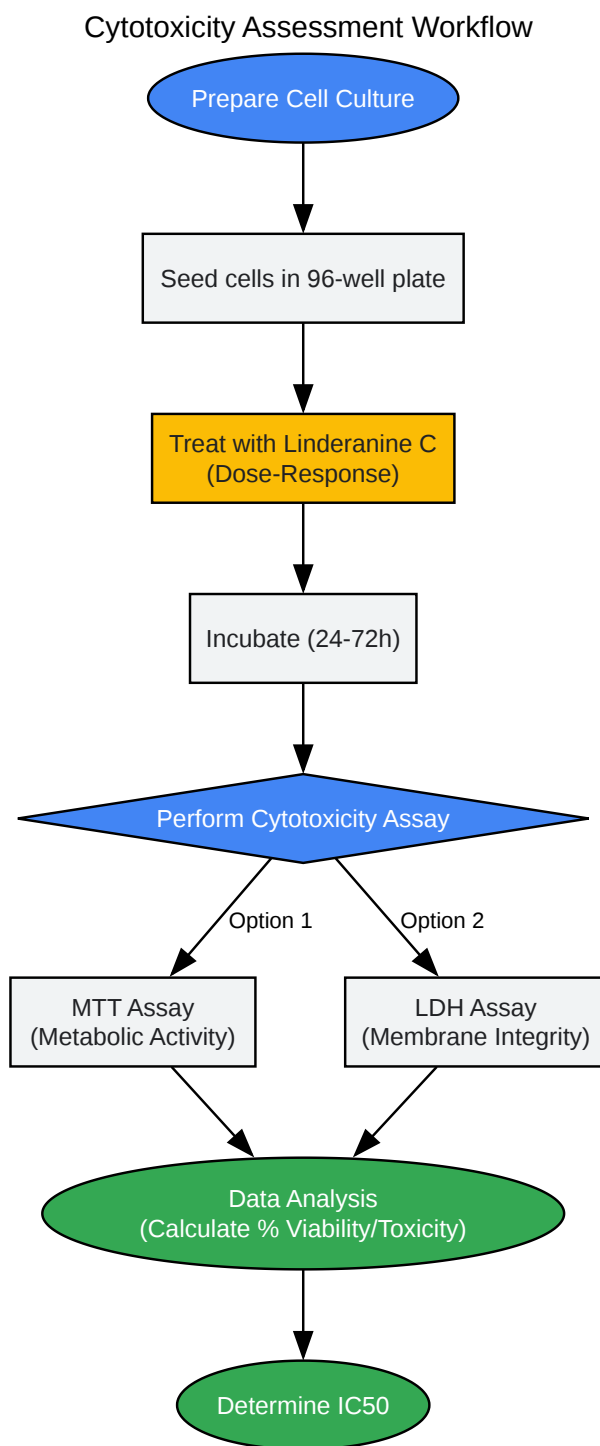 Cytotoxicity Assessment Workflow
Prepare Cell Culture
Seed cells in 96-well plate
Treat with Linderanine C
(Dose-Response)
Incubate (24-72h)
Perform Cytotoxicity Assay
Option 1
Option 2
MTT Assay
(Metabolic Activity)
LDH Assay
(Membrane Integrity)
Data Analysis
(Calculate % Viability/Toxicity)
Determine IC50